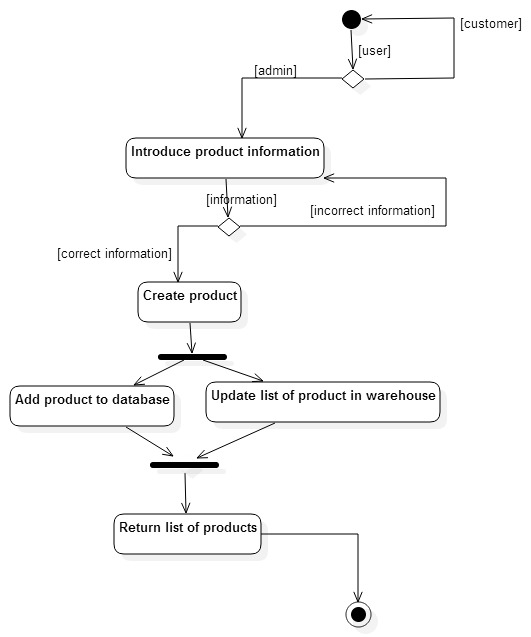 [customer]
[user]
[admin]
Introduce product information
[information]
[incorrect information]
[correct information]
Create product
Add product to database
Update list of product in warehouse
Return list of products